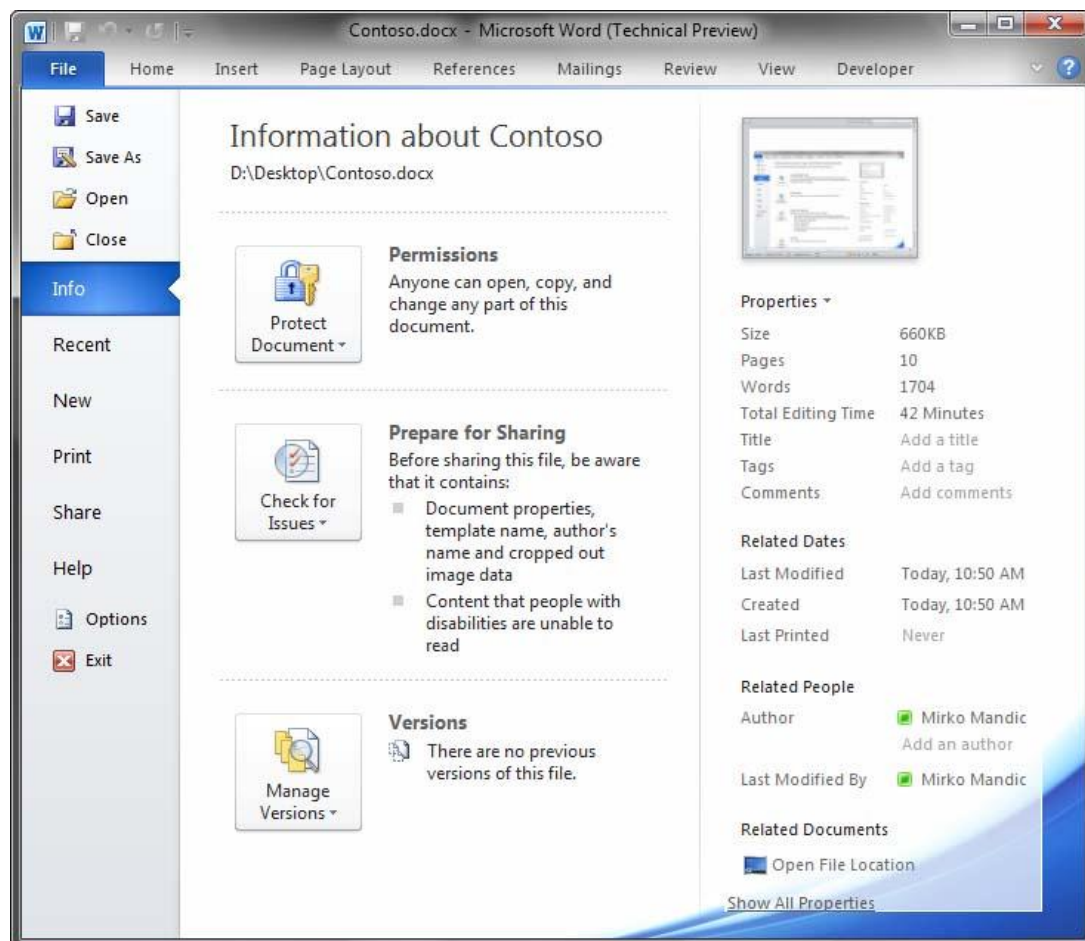 Contoso.docx - Microsoft Word (Technical Preview)
File Home Insert Page Layout References Mailings Review View Developer
Save
Save As
Open
Close
Info
Recent
New
Print
Share
Help
Options
Exit
Information about Contoso
D:\Desktop\Contoso.docx
Protect
Document
Permissions
Anyone can open, copy, and
change any part of this
document.
Check for
Issues
Prepare for Sharing
Before sharing this file, be aware
that it contains:
Document properties,
template name, author's
name and cropped out
image data
Content that people with
disabilities are unable to
read
Manage
Versions
Versions
There are no previous
versions of this file.
Properties
Size 660KB
Pages 10
Words 1704
Total Editing Time 42 Minutes
Title Add a title
Tags Add a tag
Comments Add comments
Related Dates
Last Modified Today, 10:50 AM
Created Today, 10:50 AM
Last Printed Never
Related People
Author Mirko Mandic
Add an author
Last Modified By Mirko Mandic
Related Documents
Open File Location
Show All Properties